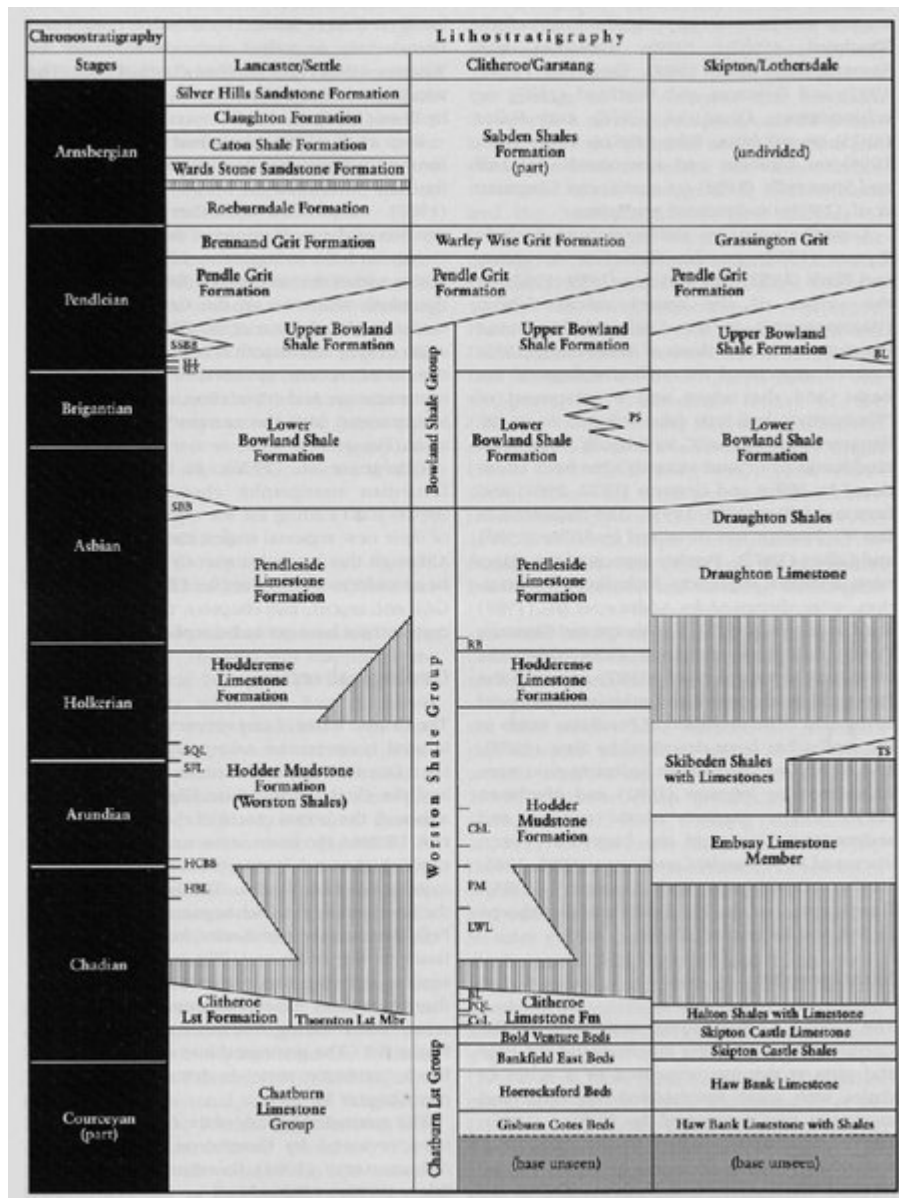 Chronostratigraphy
Lithostratigraphy
Stages
Lancaster/Settle
Clitheroe/Garstang
Skipton/Lothersdale
Arnsbergian
Silver Hills Sandstone Formation
Claughton Formation
Caton Shale Formation
Wards Stone Sandstone Formation
Roeburndale Formation
Sabden Shales
Formation
(part)
(undivided)
Pendleian
Brennand Grit Formation
Warley Wise Grit Formation
Grassington Grit
Pendle Grit
Formation
Pendle Grit
Formation
Pendle Grit
Formation
SSBR
Upper Bowland
Shale Formation
Upper Bowland
Shale Formation
Upper Bowland
Shale Formation
BL
Bowland Shale Group
Brigantian
Lower
Bowland Shale
Formation
Lower
Bowland Shale
Formation
PS
Lower
Bowland Shale
Formation
Asbian
SBB
Pendleside
Limestone
Formation
Pendleside
Limestone
Formation
Draughton Shales
Draughton Limestone
Holkerian
Hodderense
Limestone
Formation
RB
Hodderense
Limestone
Formation
Worston Shale Group
SQL
Skibeden Shales
with Limestones
TS
Arundian
SPL
Hodder Mudstone
Formation
(Worston Shales)
ChL
Hodder
Mudstone
Formation
Embsay Limestone
Member
HCBB
Chadian
HBL
PM
LWL
Clitheroe
Lst Formation
Thornton Lst Mbr
PQL
CoL
Clitheroe
Limestone Fm
Halton Shales with Limestone
Bold Venture Beds
Skipton Castle Limestone
Bankfield East Beds
Skipton Castle Shales
Chatburn Lst Group
Courceyan
(part)
Chatburn
Limestone
Group
Horrocksford Beds
Haw Bank Limestone
Gisburn Cotes Beds
Haw Bank Limestone with Shales
(base unseen)
(base unseen)